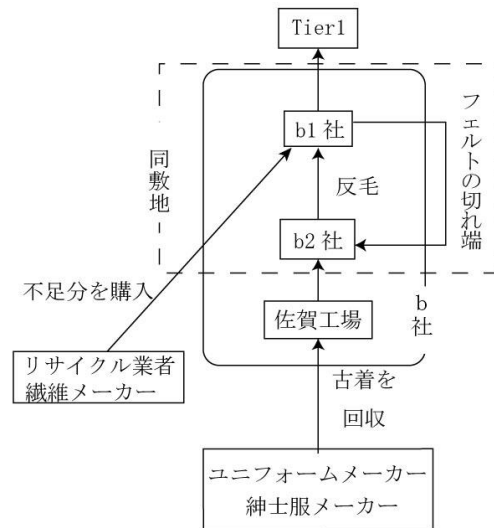 Tier1
b1 社
同敷地
フェルトの切れ端
反毛
b2 社
不足分を購入
佐賀工場
b社
リサイクル業者
繊維メーカー
古着を
回収
ユニフォームメーカー
紳士服メーカー